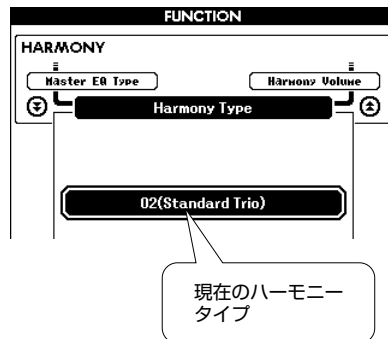 FUNCTION
HARMONY
Master EQ Type
Harmony Volume
Harmony Type
02(Standard Trio)
現在のハーモニー
タイプ